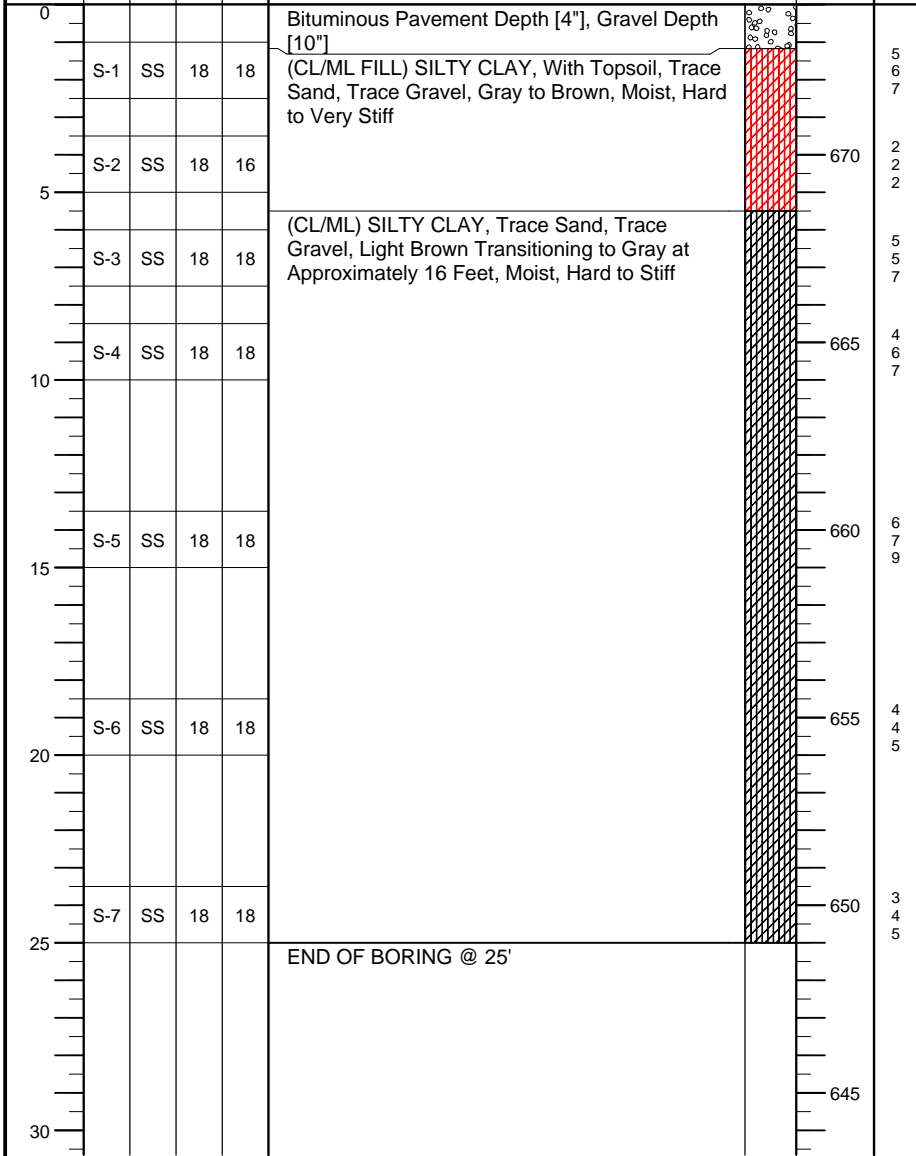 0
Bituminous Pavement Depth [4"], Gravel Depth
[10"]
S-1 SS 18 18
(CL/ML FILL) SILTY CLAY, With Topsoil, Trace
Sand, Trace Gravel, Gray to Brown, Moist, Hard
to Very Stiff
5
6
7
S-2 SS 18 16
670
2
2
2
5
(CL/ML) SILTY CLAY, Trace Sand, Trace
Gravel, Light Brown Transitioning to Gray at
Approximately 16 Feet, Moist, Hard to Stiff
S-3 SS 18 18
5
5
7
S-4 SS 18 18
665
4
6
7
10
S-5 SS 18 18
660
6
7
9
15
S-6 SS 18 18
655
4
4
5
20
S-7 SS 18 18
650
3
4
5
25
END OF BORING @ 25'
645
30